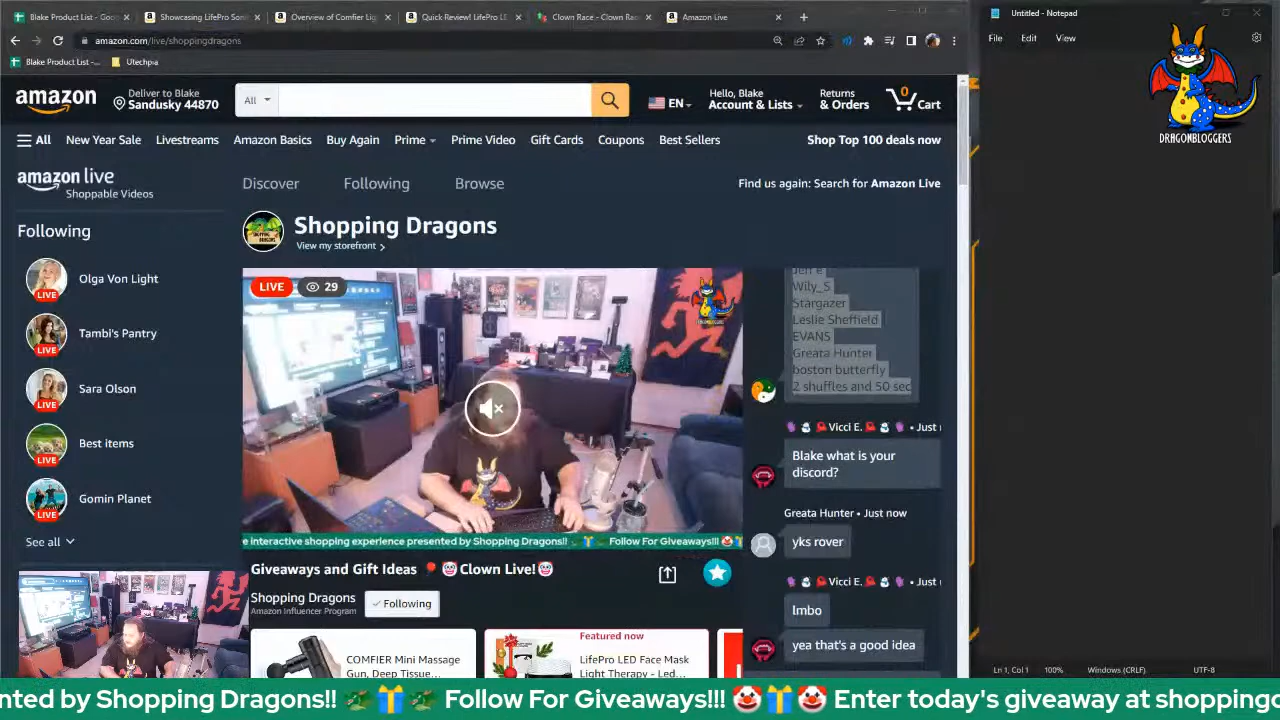 Blake Product List - Goo
Showcasing LifePro Son
Overview of Comfier Lig
Quick Review! LifePro LE
Clown Race - Clown Rac
Amazon Live
Untitled - Notepad
amazon.com/live/shoppingdragons
File Edit View
Blake Product List -...
Utechpia
amazon
Deliver to Blake
Sandusky 44870
All
EN
Hello, Blake
Account & Lists
Returns
& Orders
0
Cart
DRAGONBLOGGERS
All New Year Sale Livestreams Amazon Basics Buy Again Prime Prime Video Gift Cards Coupons Best Sellers
Shop Top 100 deals now
amazon live
Shoppable Videos
Discover Following Browse
Find us again: Search for Amazon Live
Following
Shopping Dragons
View my storefront
Olga Von Light
LIVE
Tambi's Pantry
LIVE
Sara Olson
LIVE
Best items
LIVE
Gomin Planet
LIVE
See all
LIVE 29
Wily_S
Stargazer
Leslie Sheffield
EVANS
Greata Hunter
boston butterfly
2 shuffles and 50 sec
Vicci E. • Just
Blake what is your
discord?
Greata Hunter • Just now
yks rover
Vicci E. • Just
lmbo
yea that's a good idea
e interactive shopping experience presented by Shopping Dragons!! Follow For Giveaways!!!
Giveaways and Gift Ideas 🎈🤡Clown Live!🤡
Shopping Dragons
Amazon Influencer Program
Following
COMFIER Mini Massage
Gun, Deep Tissue...
Featured now
LifePro LED Face Mask
Light Therapy - Led...
Ln 1, Col 1 100% Windows (CRLF) UTF-8
nted by Shopping Dragons!! 🐉🎁🐉 Follow For Giveaways!!! 🤡🎁🤡 Enter today's giveaway at shoppingd